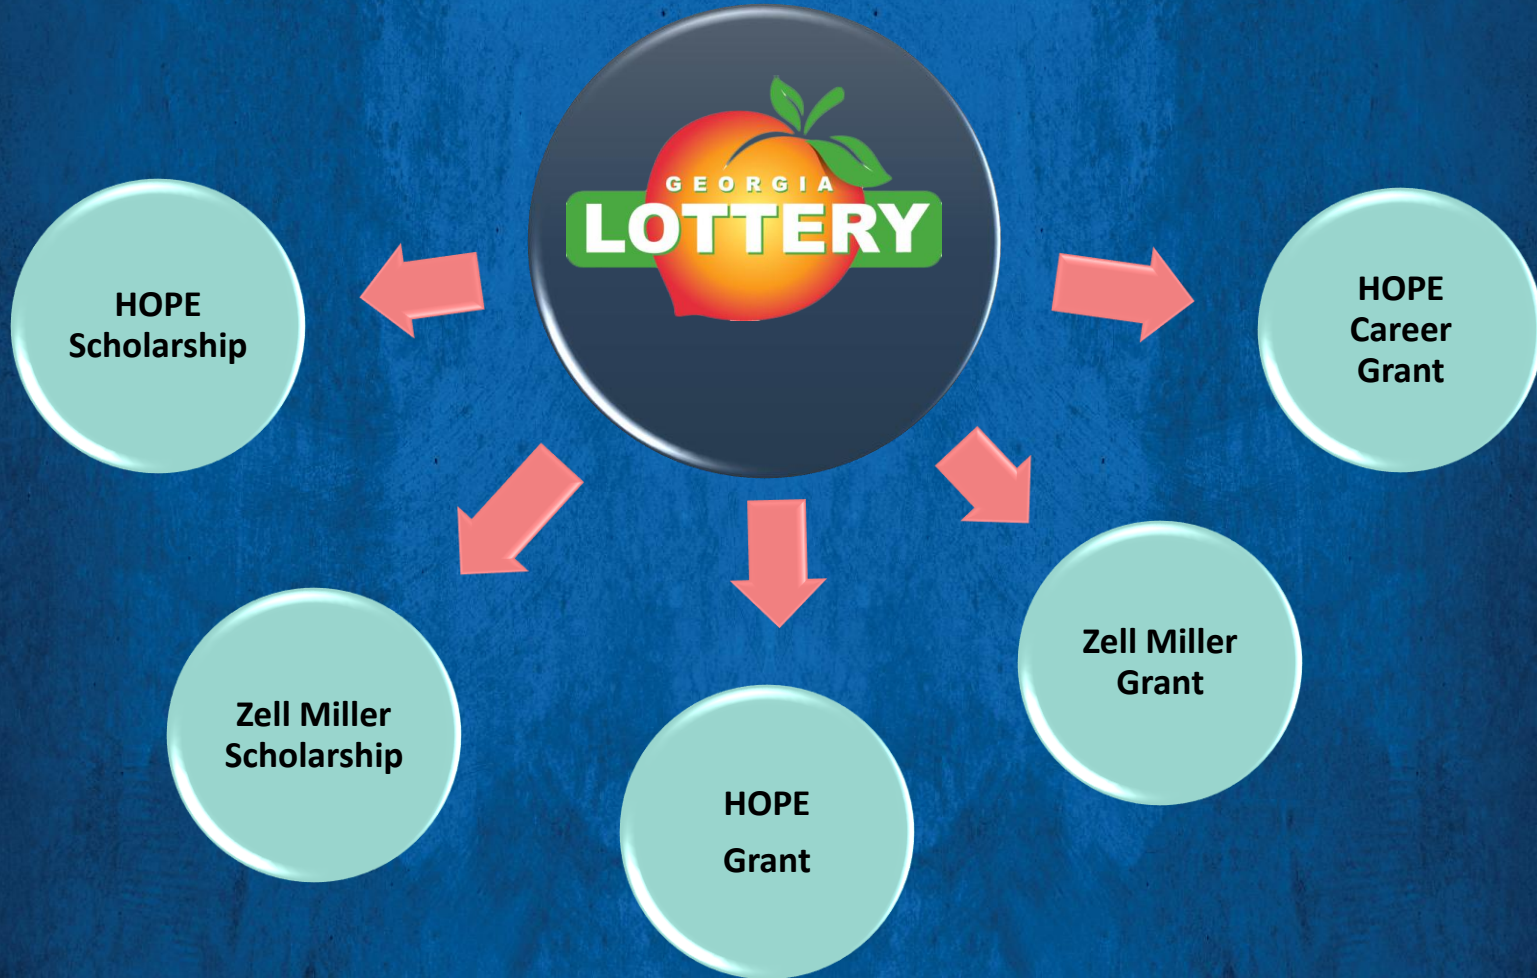 GEORGIA
LOTTERY
HOPE
Scholarship
Zell Miller
Scholarship
HOPE
Grant
Zell Miller
Grant
HOPE
Career
Grant